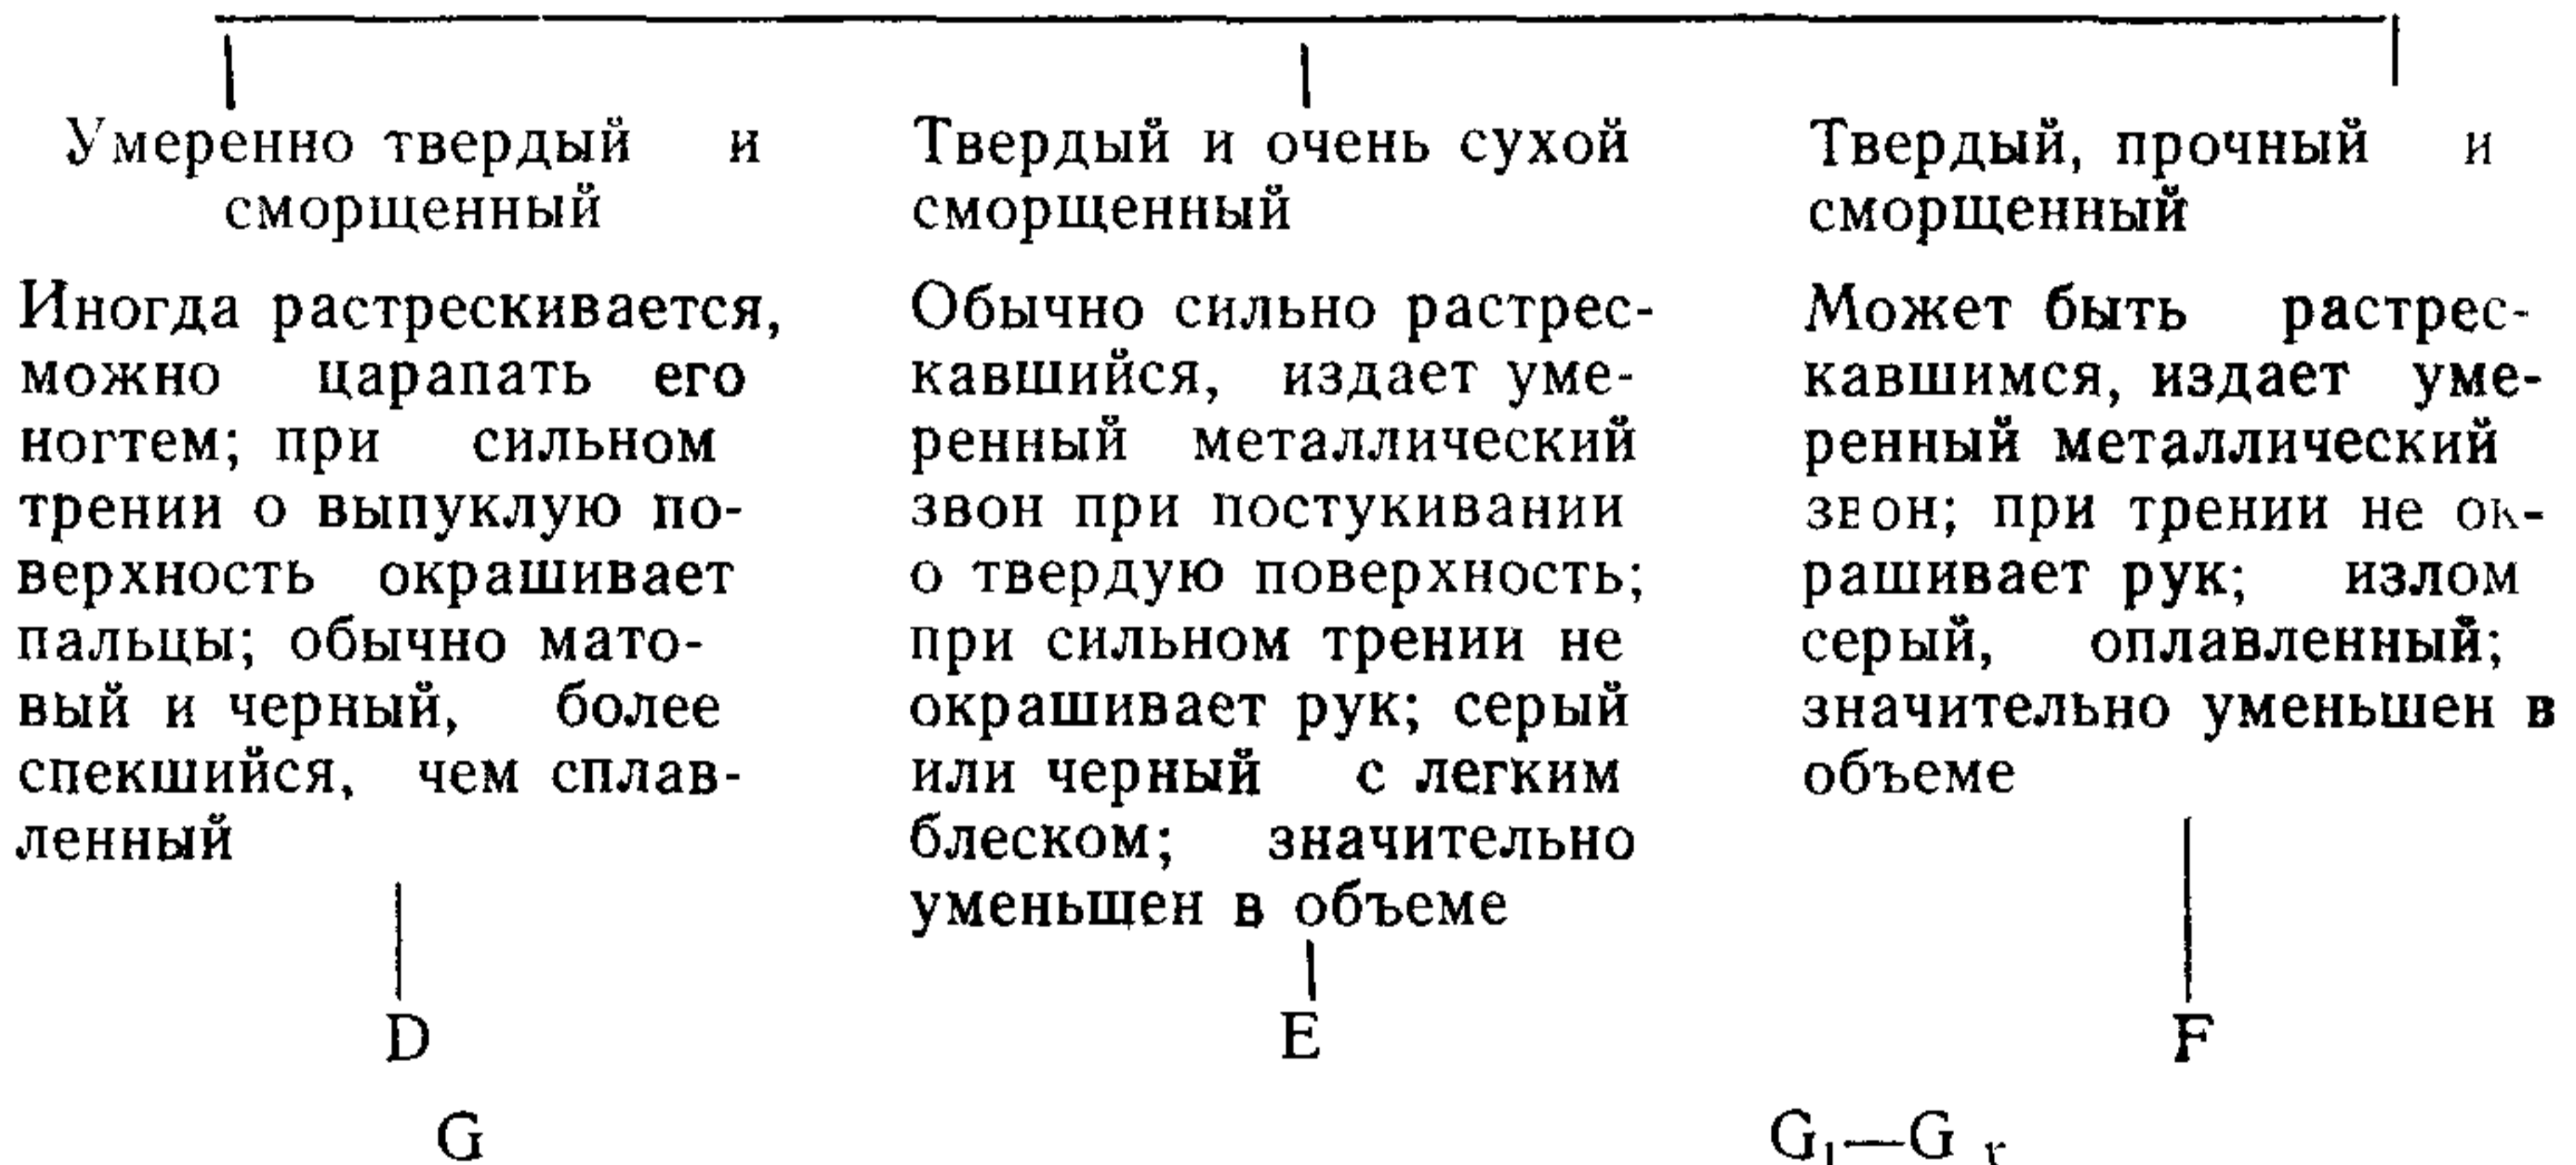 Умеренно твердый и
сморщенный
Иногда растрескивается,
можно царапать его
ногтем; при сильном
трении о выпуклую по-
верхность окрашивает
пальцы; обычно мато-
вый и черный, более
спекшийся, чем сплав-
ленный
D
Твердый и очень сухой
сморщенный
Обычно сильно растрес-
кавшийся, издает уме-
ренный металлический
звон при постукивании
о твердую поверхность;
при сильном трении не
окрашивает рук; серый
или черный с легким
блеском; значительно
уменьшен в объеме
E
Твердый, прочный и
сморщенный
Может быть растрес-
кавшимся, издает уме-
ренный металлический
звон; при трении не ок-
рашивает рук; излом
серый, оплавленный;
значительно уменьшен в
объеме
F
G
G₁—G